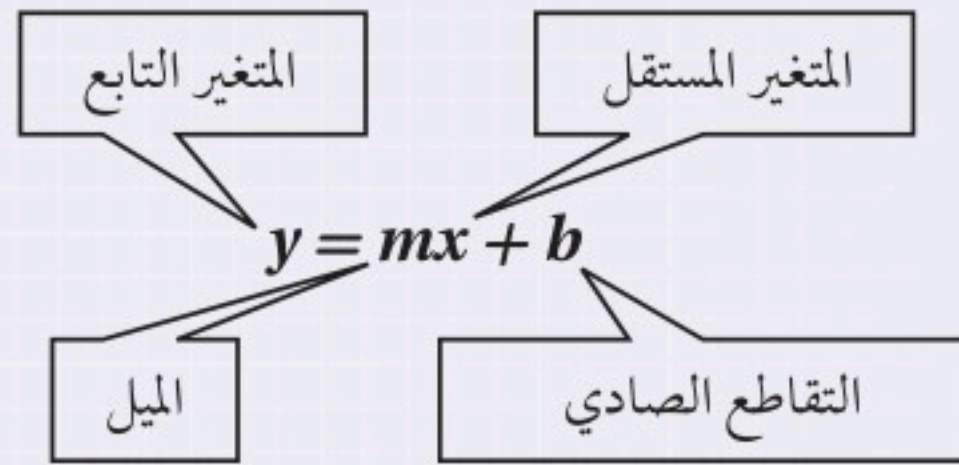 المتغير التابع
المتغير المستقل
y = mx + b
الميل
التقاطع الصادي